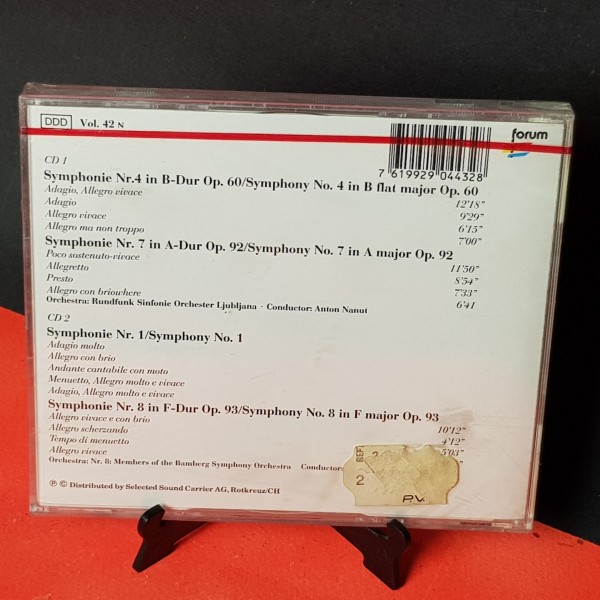 DDD Vol. 42 N
forum
7 619929 044328
CD 1
Symphonie Nr.4 in B-Dur Op. 60/Symphony No. 4 in B flat major Op. 60
Adagio, Allegro vivace 12'18"
Adagio 9'29"
Allegro vivace 6'15"
Allegro ma non troppo 7'00"
Symphonie Nr. 7 in A-Dur Op. 92/Symphony No. 7 in A major Op. 92
Poco sostenuto-vivace 11'50"
Allegretto 8'54"
Presto 7'33"
Allegro con briowhere 6'41
Orchestra: Rundfunk Sinfonie Orchester Ljubljana · Conductor: Anton Nanut
CD 2
Symphonie Nr. 1/Symphony No. 1
Adagio molto
Allegro con brio
Andante cantabile con moto
Menuetto, Allegro molto e vivace
Adagio, Allegro molto e vivace
Symphonie Nr. 8 in F-Dur Op. 93/Symphony No. 8 in F major Op. 93
Allegro vivace e con brio 10'12"
Allegro scherzando 4'12"
Tempo di menuetto 5'03"
Allegro vivace
Orchestra: Nr. 8: Members of the Bamberg Symphony Orchestra Conductor:
REF
2
P.V.
℗ © Distributed by Selected Sound Carrier AG, Rotkreuz/CH